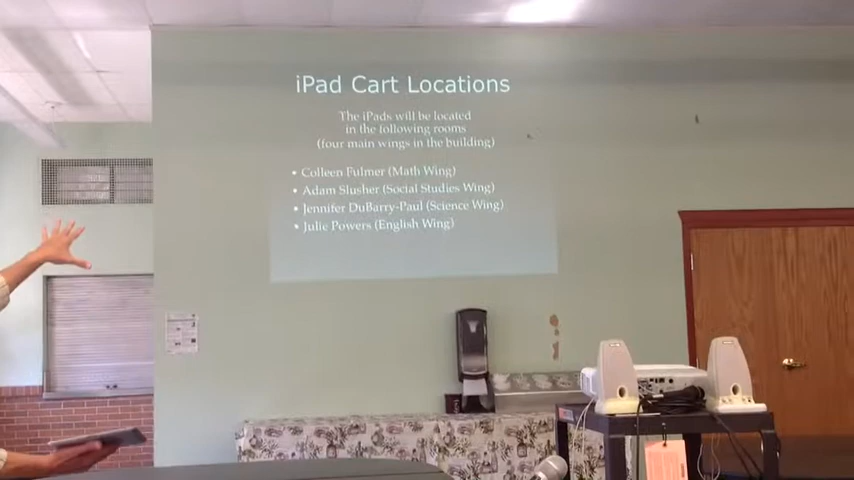 iPad Cart Locations
The iPads will be located
in the following rooms
(four main wings in the building)
• Colleen Fulmer (Math Wing)
• Adam Slusher (Social Studies Wing)
• Jennifer DuBarry-Paul (Science Wing)
• Julie Powers (English Wing)